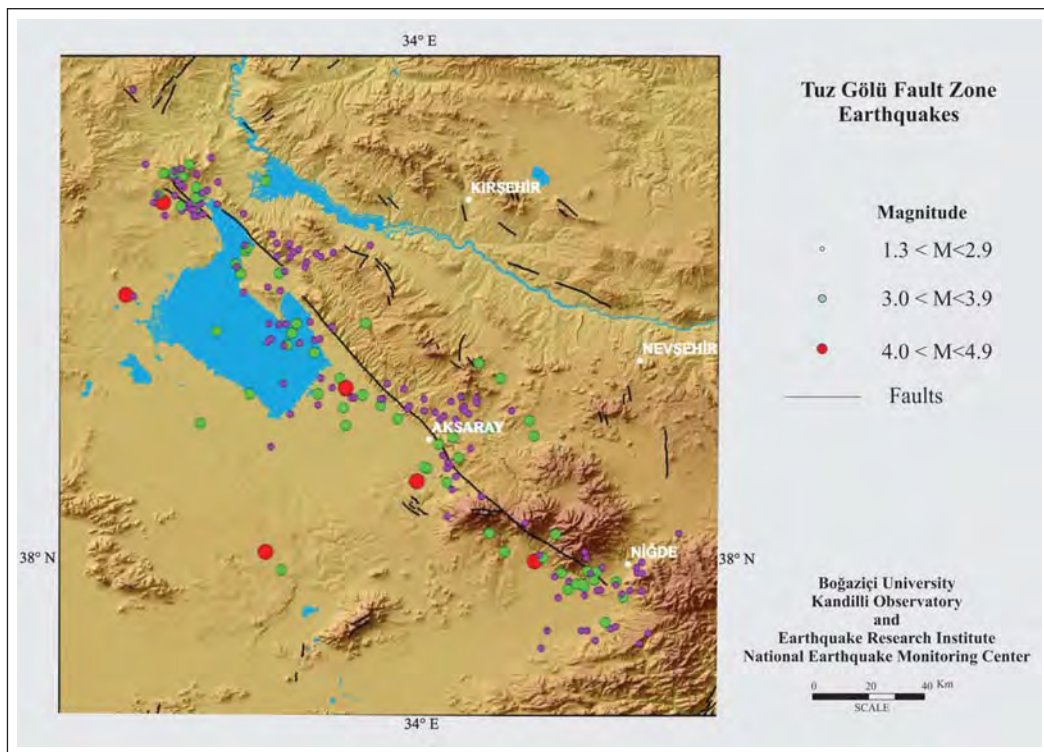 34° E
Tuz Gölü Fault Zone
Earthquakes
KIRŞEHİR
Magnitude
1.3 < M<2.9
3.0 < M<3.9
4.0 < M<4.9
Faults
NEVŞEHİR
AKSARAY
38° N
NİĞDE
38° N
Boğaziçi University
Kandilli Observatory
and
Earthquake Research Institute
National Earthquake Monitoring Center
0 20 40 Km
SCALE
34° E